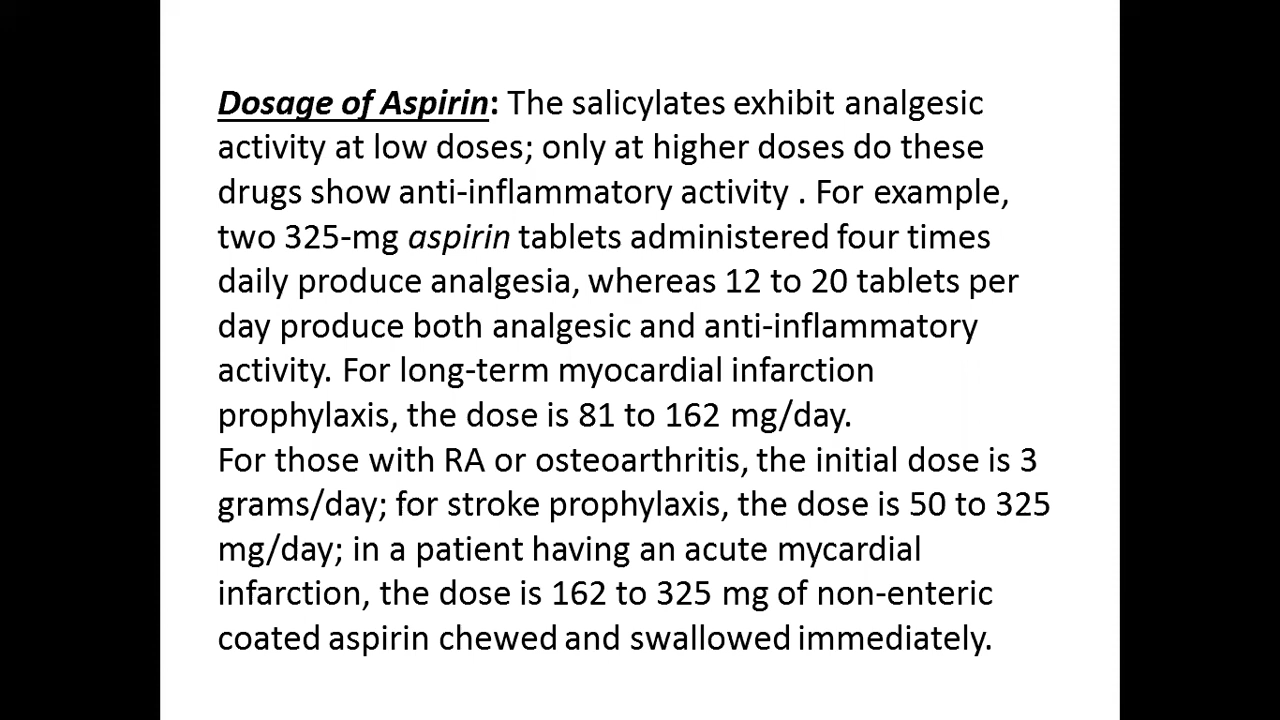 Dosage of Aspirin: The salicylates exhibit analgesic
activity at low doses; only at higher doses do these
drugs show anti-inflammatory activity . For example,
two 325-mg aspirin tablets administered four times
daily produce analgesia, whereas 12 to 20 tablets per
day produce both analgesic and anti-inflammatory
activity. For long-term myocardial infarction
prophylaxis, the dose is 81 to 162 mg/day.
For those with RA or osteoarthritis, the initial dose is 3
grams/day; for stroke prophylaxis, the dose is 50 to 325
mg/day; in a patient having an acute mycardial
infarction, the dose is 162 to 325 mg of non-enteric
coated aspirin chewed and swallowed immediately.